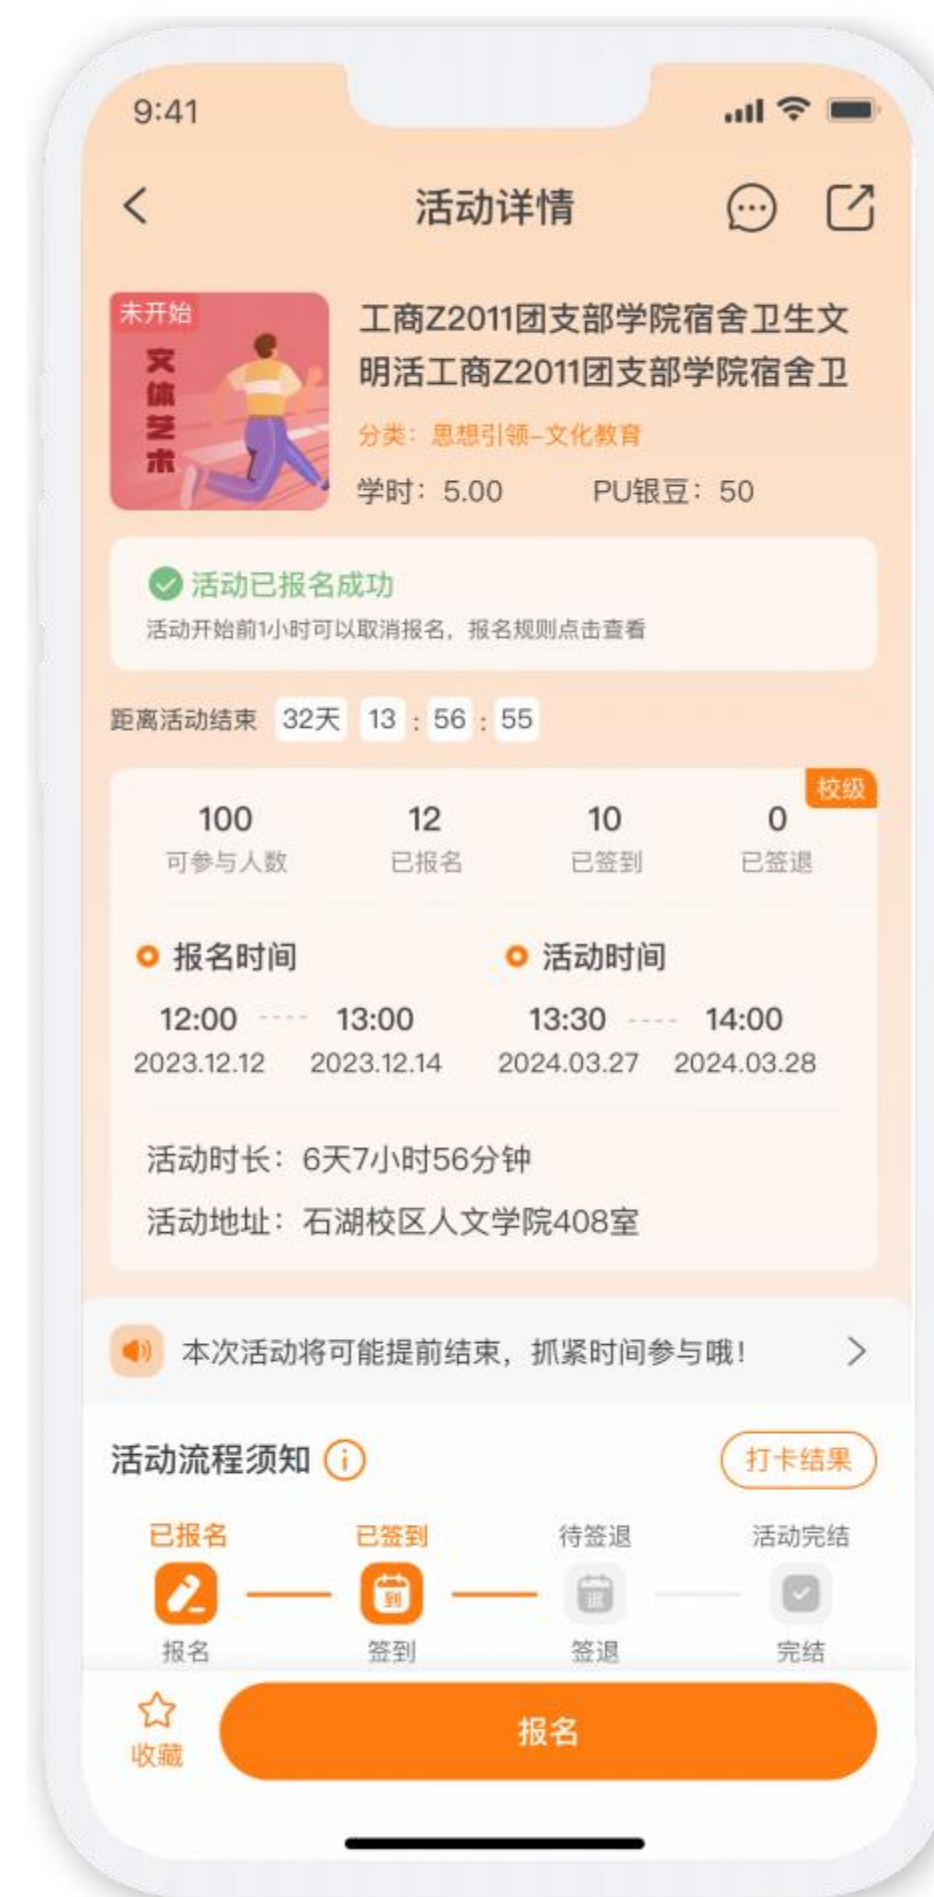 9:41
活动详情
未开始
文体艺术
工商Z2011团支部学院宿舍卫生文
明活工商Z2011团支部学院宿舍卫
分类：思想引领–文化教育
学时：5.00 PU银豆：50
活动已报名成功
活动开始前1小时可以取消报名，报名规则点击查看
距离活动结束 32天 13 : 56 : 55
校级
100 12 10 0
可参与人数 已报名 已签到 已签退
报名时间 活动时间
12:00 ---- 13:00 13:30 ---- 14:00
2023.12.12 2023.12.14 2024.03.27 2024.03.28
活动时长：6天7小时56分钟
活动地址：石湖校区人文学院408室
本次活动将可能提前结束，抓紧时间参与哦！
活动流程须知 打卡结果
已报名 已签到 待签退 活动完结
到 退
报名 签到 签退 完结
收藏
报名